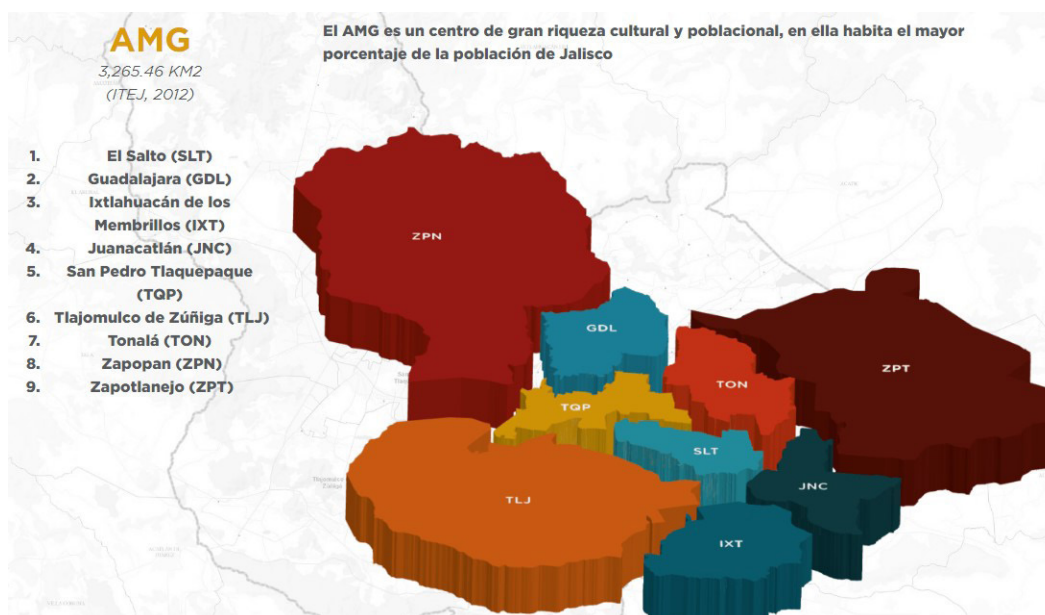 AMG
3,265.46 KM2
(ITEJ, 2012)
El AMG es un centro de gran riqueza cultural y poblacional, en ella habita el mayor
porcentaje de la población de Jalisco
1. El Salto (SLT)
2. Guadalajara (GDL)
3. Ixtlahuacán de los
Membrillos (IXT)
4. Juanacatlán (JNC)
5. San Pedro Tlaquepaque
(TQP)
6. Tlajomulco de Zúñiga (TLJ)
7. Tonalá (TON)
8. Zapopan (ZPN)
9. Zapotlanejo (ZPT)
ZPN
GDL
ZPT
TON
TQP
SLT
JNC
TLJ
IXT